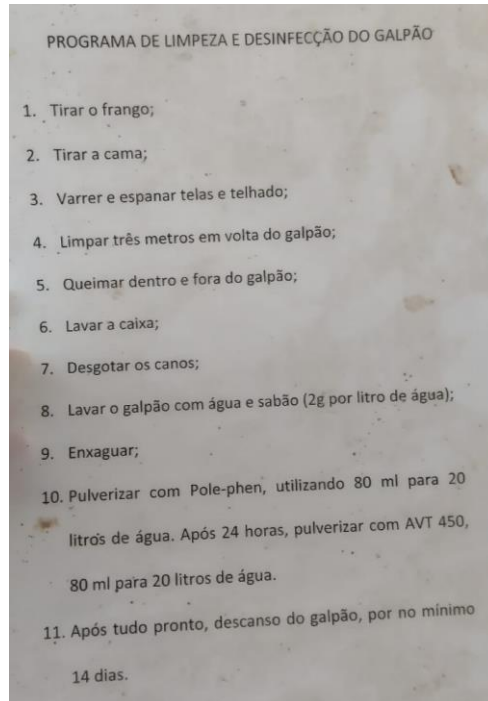 PROGRAMA DE LIMPEZA E DESINFECÇÃO DO GALPÃO
1. Tirar o frango;
2. Tirar a cama;
3. Varrer e espanar telas e telhado;
4. Limpar três metros em volta do galpão;
5. Queimar dentro e fora do galpão;
6. Lavar a caixa;
7. Desgotar os canos;
8. Lavar o galpão com água e sabão (2g por litro de água);
9. Enxaguar;
10. Pulverizar com Pole-phen, utilizando 80 ml para 20
litros de água. Após 24 horas, pulverizar com AVT 450,
80 ml para 20 litros de água.
11. Após tudo pronto, descanso do galpão, por no mínimo
14 dias.